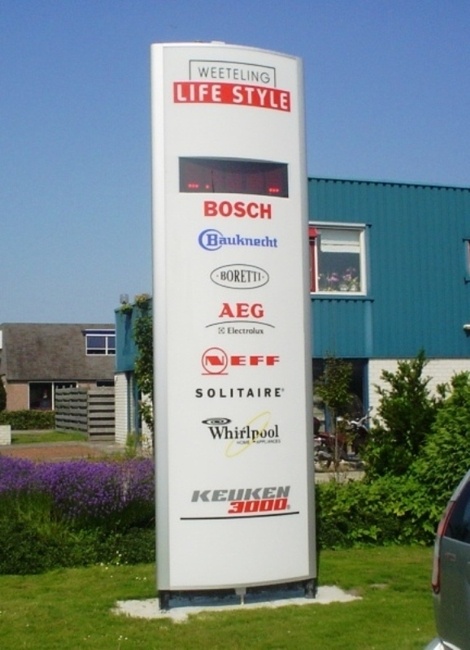 WEETELING
LIFE STYLE
BOSCH
Bauknecht
BORETTI
AEG
Electrolux
NEFF
SOLITAIRE
Whirlpool
HOME APPLIANCES
KEUKEN
3000